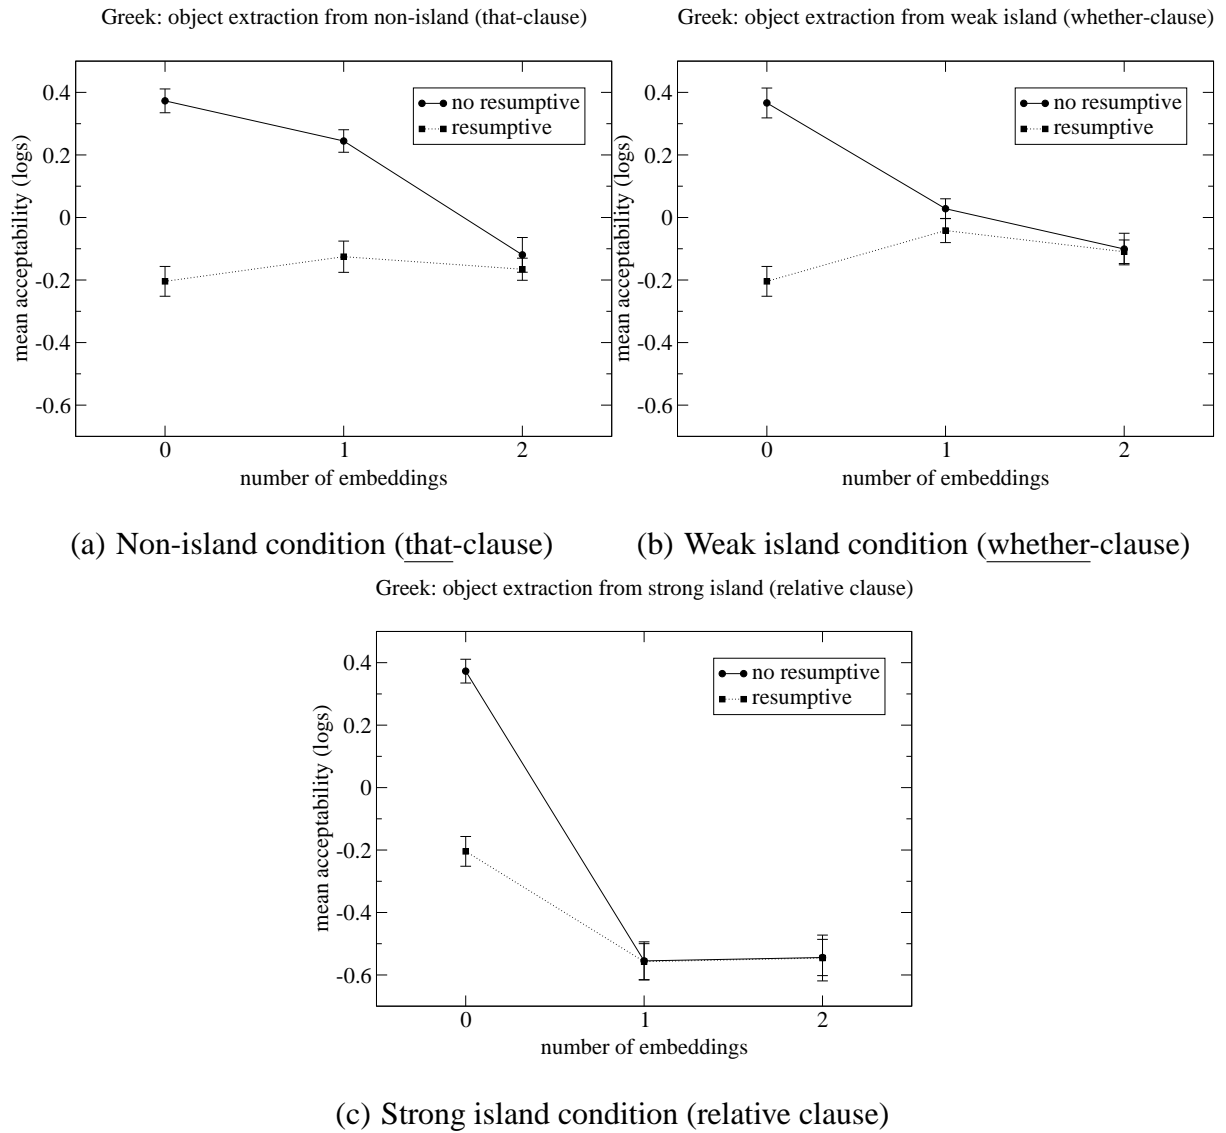 Greek: object extraction from non-island (that-clause)
0.4
0.2
0
-0.2
-0.4
-0.6
mean acceptability (logs)
no resumptive
resumptive
0 1 2
number of embeddings
(a) Non-island condition (that-clause)
Greek: object extraction from weak island (whether-clause)
0.4
0.2
0
-0.2
-0.4
-0.6
mean acceptability (logs)
no resumptive
resumptive
0 1 2
number of embeddings
(b) Weak island condition (whether-clause)
Greek: object extraction from strong island (relative clause)
0.4
0.2
0
-0.2
-0.4
-0.6
mean acceptability (logs)
no resumptive
resumptive
0 1 2
number of embeddings
(c) Strong island condition (relative clause)